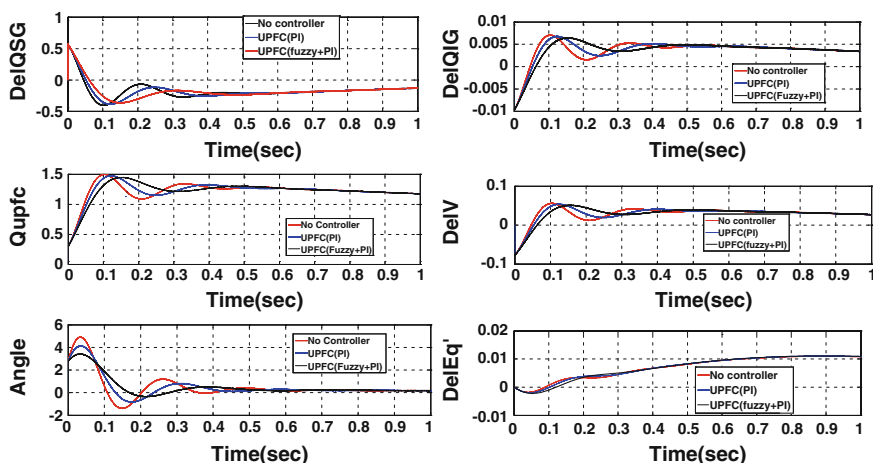 DelQSG
1
0.5
0
-0.5
No controller
UPFC(PI)
UPFC(fuzzy+PI)
0 0.1 0.2 0.3 0.4 0.5 0.6 0.7 0.8 0.9 1
Time(sec)
DelQIG
0.01
0.005
0
-0.005
-0.01
No controller
UPFC(PI)
UPFC(Fuzzy+PI)
0 0.1 0.2 0.3 0.4 0.5 0.6 0.7 0.8 0.9 1
Time(sec)
Qupfc
1.5
1
0.5
0
No Controller
UPFC(PI)
UPFC(Fuzzy+PI)
0 0.1 0.2 0.3 0.4 0.5 0.6 0.7 0.8 0.9 1
Time(sec)
DelV
0.1
0
-0.1
No controller
UPFC(PI)
UPFC(fuzzy+PI)
0 0.1 0.2 0.3 0.4 0.5 0.6 0.7 0.8 0.9 1
Time(sec)
Angle
6
4
2
0
-2
No Controller
UPFC(PI)
UPFC(Fuzzy+PI)
0 0.1 0.2 0.3 0.4 0.5 0.6 0.7 0.8 0.9 1
Time(sec)
DelEq'
0.02
0.01
0
-0.01
No controller
UPFC(PI)
UPFC(fuzzy+PI)
0 0.1 0.2 0.3 0.4 0.5 0.6 0.7 0.8 0.9 1
Time(sec)